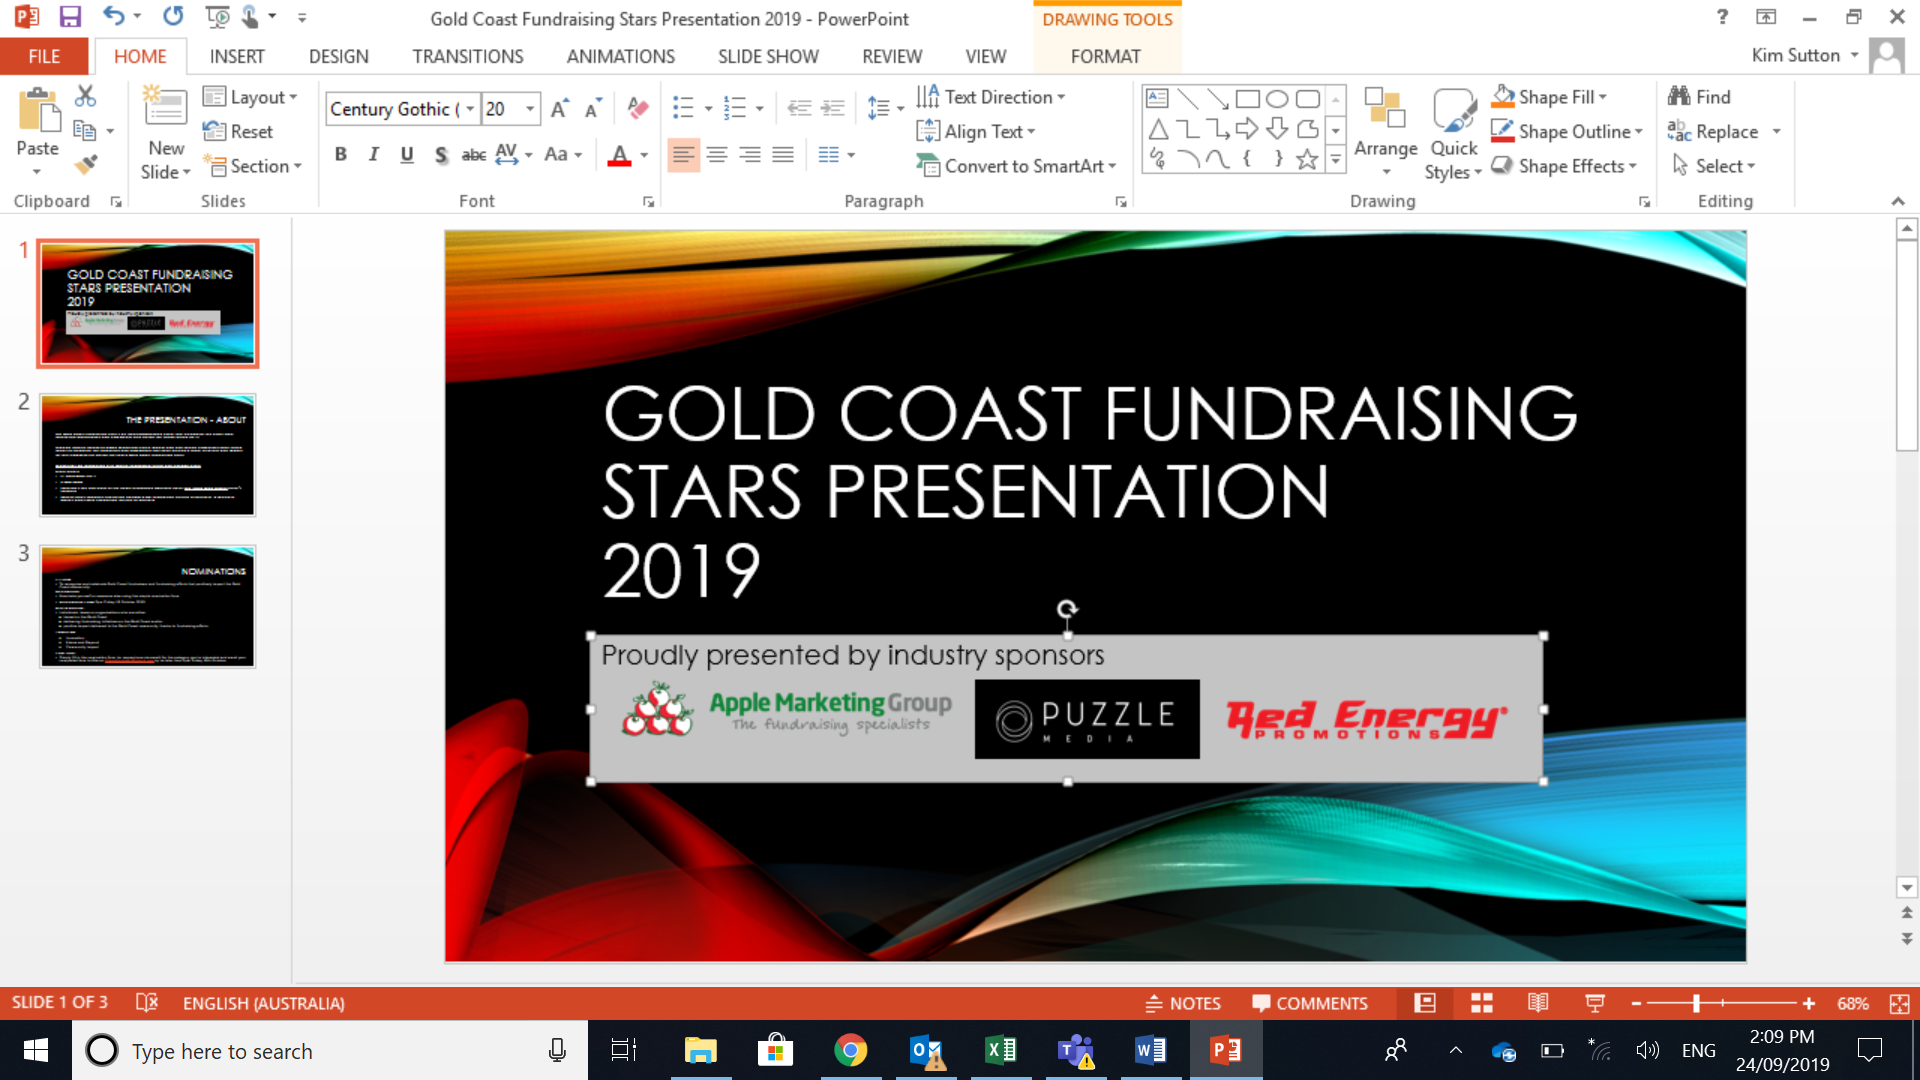 Gold Coast Fundraising Stars Presentation 2019 - PowerPoint
DRAWING TOOLS
?
FILE
HOME
INSERT
DESIGN
TRANSITIONS
ANIMATIONS
SLIDE SHOW
REVIEW
VIEW
FORMAT
Kim Sutton
Paste
New
Slide
Layout
Reset
Section
Century Gothic (
20
B I U S abc AV Aa A
Text Direction
Align Text
Convert to SmartArt
Arrange
Quick
Styles
Shape Fill
Shape Outline
Shape Effects
Find
Replace
Select
Clipboard
Slides
Font
Paragraph
Drawing
Editing
1
GOLD COAST FUNDRAISING
STARS PRESENTATION
2019
2
THE PRESENTATION - ABOUT
3
NOMINATIONS
GOLD COAST FUNDRAISING
STARS PRESENTATION
2019
Proudly presented by industry sponsors
Apple Marketing Group
The fundraising specialists
PUZZLE
MEDIA
Red Energy
PROMOTIONS
SLIDE 1 OF 3
ENGLISH (AUSTRALIA)
NOTES
COMMENTS
68%
Type here to search
ENG
2:09 PM
24/09/2019